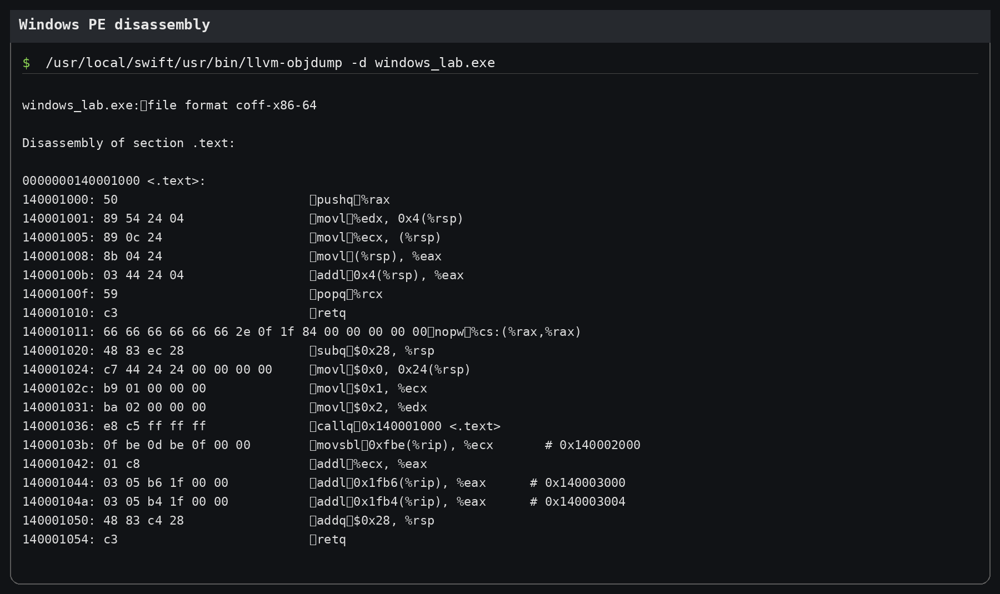 Windows PE disassembly
$ /usr/local/swift/usr/bin/llvm-objdump -d windows_lab.exe
windows_lab.exe:▯file format coff-x86-64
Disassembly of section .text:
0000000140001000 <.text>:
140001000: 50 ▯pushq▯%rax
140001001: 89 54 24 04 ▯movl▯%edx, 0x4(%rsp)
140001005: 89 0c 24 ▯movl▯%ecx, (%rsp)
140001008: 8b 04 24 ▯movl▯(%rsp), %eax
14000100b: 03 44 24 04 ▯addl▯0x4(%rsp), %eax
14000100f: 59 ▯popq▯%rcx
140001010: c3 ▯retq
140001011: 66 66 66 66 66 66 2e 0f 1f 84 00 00 00 00 00▯nopw▯%cs:(%rax,%rax)
140001020: 48 83 ec 28 ▯subq▯$0x28, %rsp
140001024: c7 44 24 24 00 00 00 00 ▯movl▯$0x0, 0x24(%rsp)
14000102c: b9 01 00 00 00 ▯movl▯$0x1, %ecx
140001031: ba 02 00 00 00 ▯movl▯$0x2, %edx
140001036: e8 c5 ff ff ff ▯callq▯0x140001000 <.text>
14000103b: 0f be 0d be 0f 00 00 ▯movsbl▯0xfbe(%rip), %ecx # 0x140002000
140001042: 01 c8 ▯addl▯%ecx, %eax
140001044: 03 05 b6 1f 00 00 ▯addl▯0x1fb6(%rip), %eax # 0x140003000
14000104a: 03 05 b4 1f 00 00 ▯addl▯0x1fb4(%rip), %eax # 0x140003004
140001050: 48 83 c4 28 ▯addq▯$0x28, %rsp
140001054: c3 ▯retq